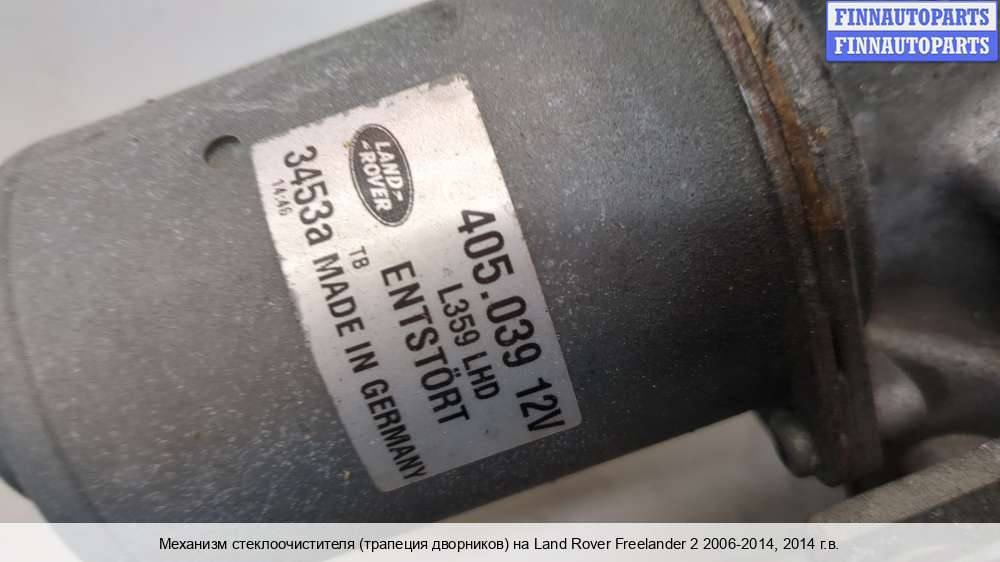 FINNAUTOPARTS
FINNAUTOPARTS
LAND-
-ROVER
405.039 12V
L359 LHD
ENTSTÖRT
TB
3453a MADE IN GERMANY
14:46
Механизм стеклоочистителя (трапеция дворников) на Land Rover Freelander 2 2006-2014, 2014 г.в.